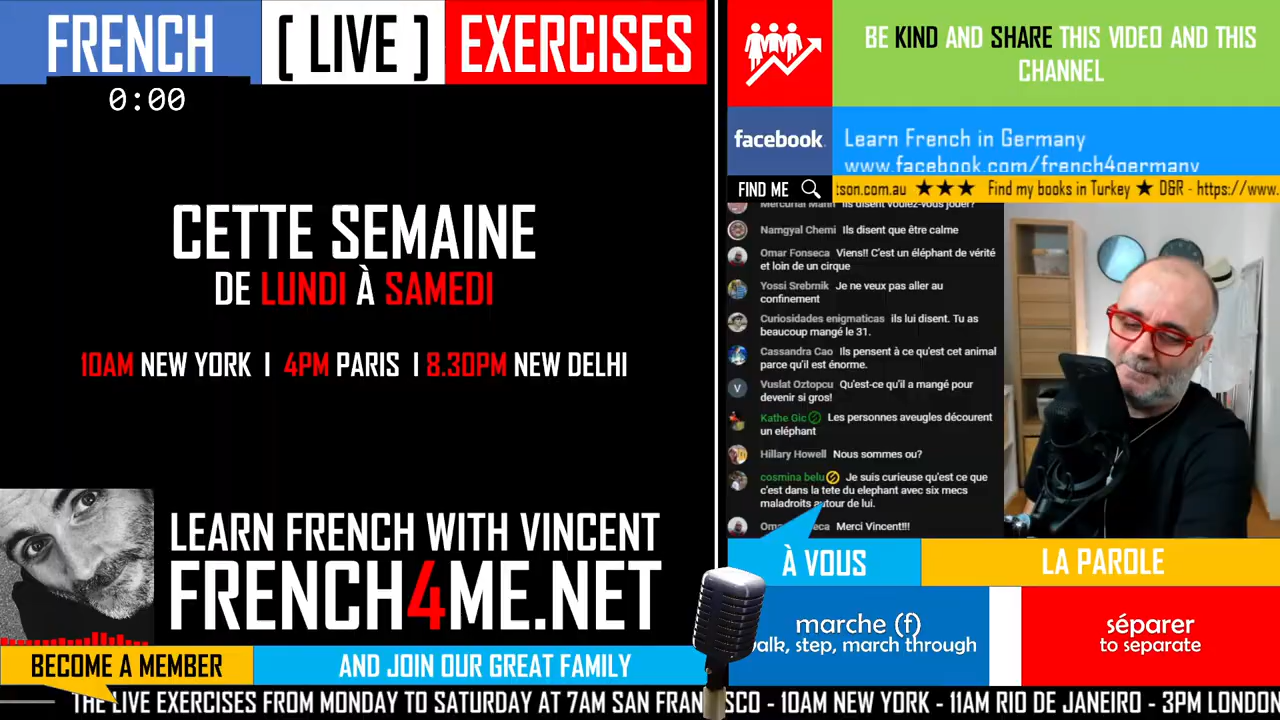 FRENCH [ LIVE ] EXERCISES
0:00
CETTE SEMAINE
DE LUNDI À SAMEDI
10AM NEW YORK I 4PM PARIS I 8.30PM NEW DELHI
LEARN FRENCH WITH VINCENT
FRENCH4ME.NET
BECOME A MEMBER
AND JOIN OUR GREAT FAMILY
BE KIND AND SHARE THIS VIDEO AND THIS
CHANNEL
facebook.
Learn French in Germany
www.facebook.com/french4germany
FIND ME
tson.com.au ★★★ Find my books in Turkey ★ D&R - https://www.
Mercurial Mann Ils disent voulez-vous jouer?
Namgyal Chemi Ils disent que être calme
Omar Fonseca Viens!! C'est un éléphant de vérité
et loin de un cirque
Yossi Srebrnik Je ne veux pas aller au
confinement
Curiosidades enigmaticas ils lui disent. Tu as
beaucoup mangé le 31.
Cassandra Cao Ils pensent à ce qu'est cet animal
parce qu'il est énorme.
V
Vuslat Oztopcu Qu'est-ce qu'il a mangé pour
devenir si gros!
Kathe Gic Les personnes aveugles décourent
un eléphant
Hillary Howell Nous sommes ou?
cosmina belu Je suis curieuse qu'est ce que
c'est dans la tete du elephant avec six mecs
maladroits autour de lui.
Merci Vincent!!!
À VOUS
LA PAROLE
marche (f)
walk, step, march through
séparer
to separate
THE LIVE EXERCISES FROM MONDAY TO SATURDAY AT 7AM SAN FRAN SCO - 10AM NEW YORK - 11AM RIO DE JANEIRO - 3PM LONDON